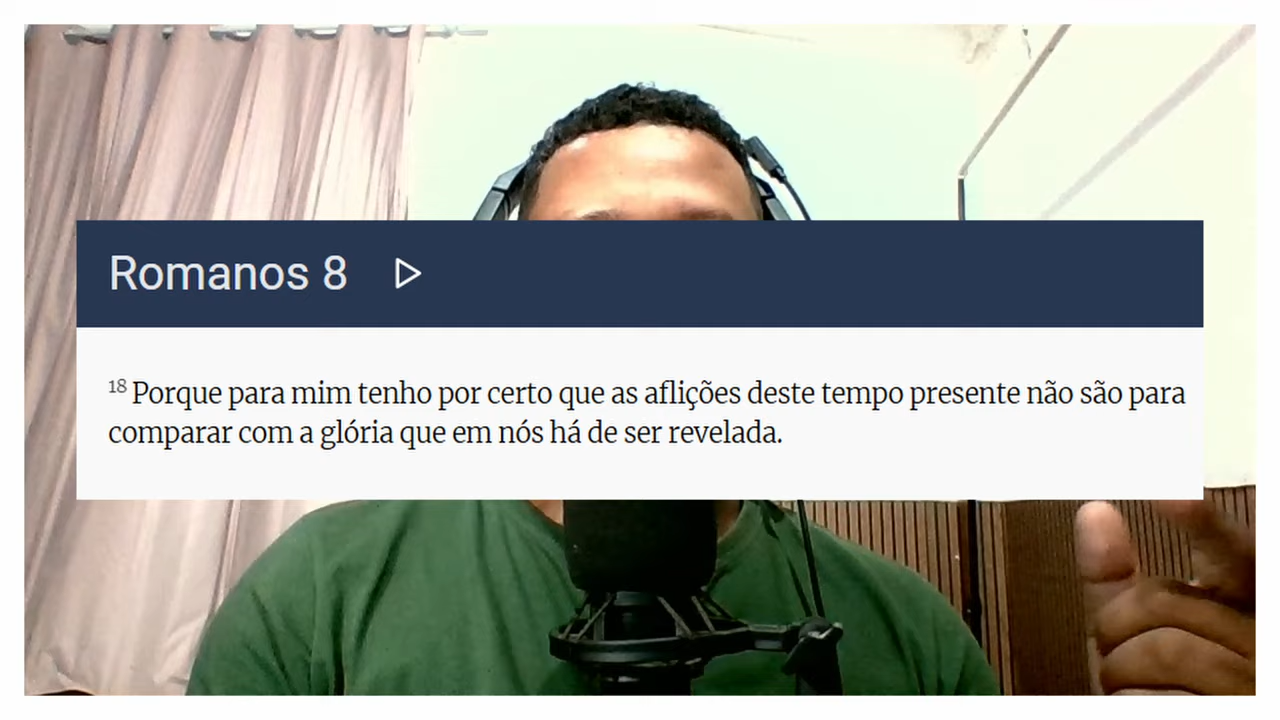 Romanos 8
18 Porque para mim tenho por certo que as aflições deste tempo presente não são para
comparar com a glória que em nós há de ser revelada.